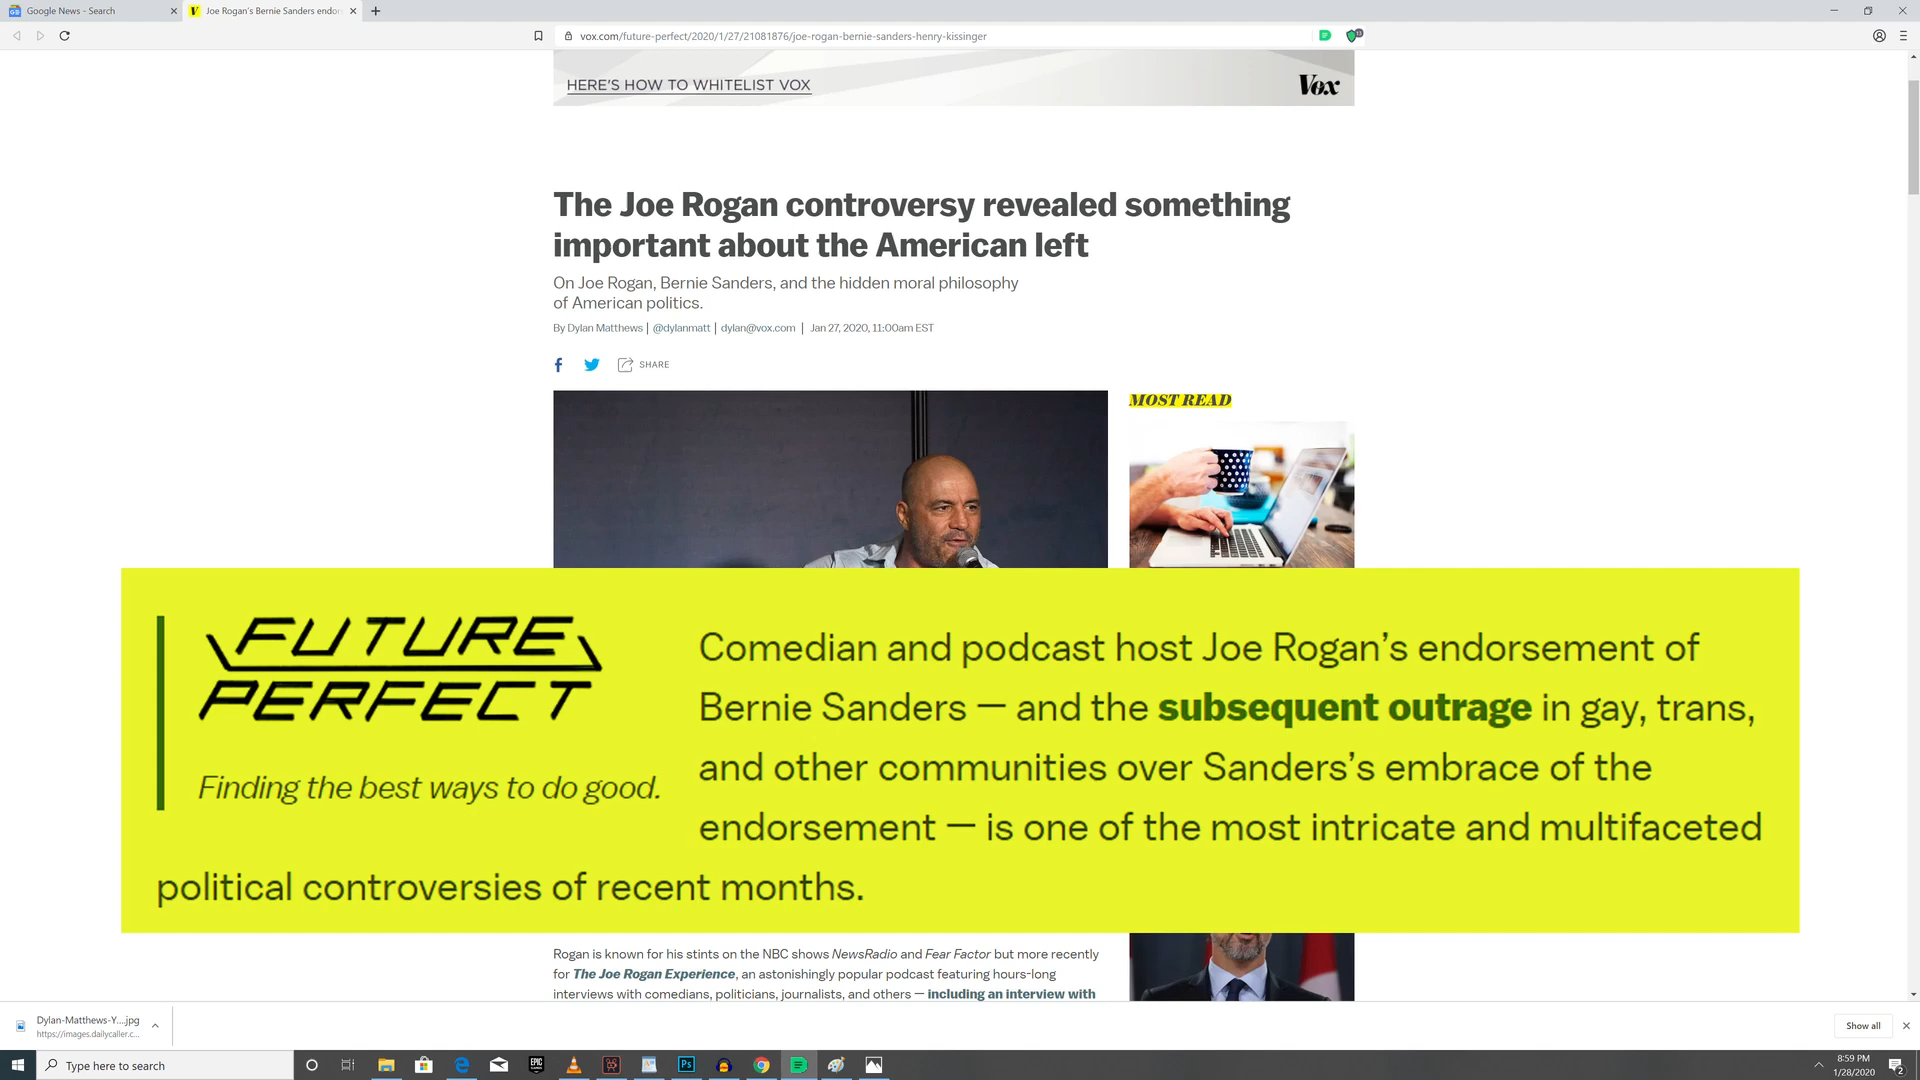 Google News - Search
Joe Rogan's Bernie Sanders endor
vox.com/future-perfect/2020/1/27/21081876/joe-rogan-bernie-sanders-henry-kissinger
HERE'S HOW TO WHITELIST VOX
Vox
The Joe Rogan controversy revealed something
important about the American left
On Joe Rogan, Bernie Sanders, and the hidden moral philosophy
of American politics.
By Dylan Matthews | @dylanmatt | dylan@vox.com | Jan 27, 2020, 11:00am EST
SHARE
MOST READ
FUTURE
PERFECT
Finding the best ways to do good.
Comedian and podcast host Joe Rogan’s endorsement of
Bernie Sanders — and the subsequent outrage in gay, trans,
and other communities over Sanders’s embrace of the
endorsement — is one of the most intricate and multifaceted
political controversies of recent months.
Rogan is known for his stints on the NBC shows NewsRadio and Fear Factor but more recently
for The Joe Rogan Experience, an astonishingly popular podcast featuring hours-long
interviews with comedians, politicians, journalists, and others — including an interview with
Dylan-Matthews-Y....jpg
https://images.dailycaller.c...
Show all
Type here to search
EPIC
Ps
8:59 PM
1/28/2020
2